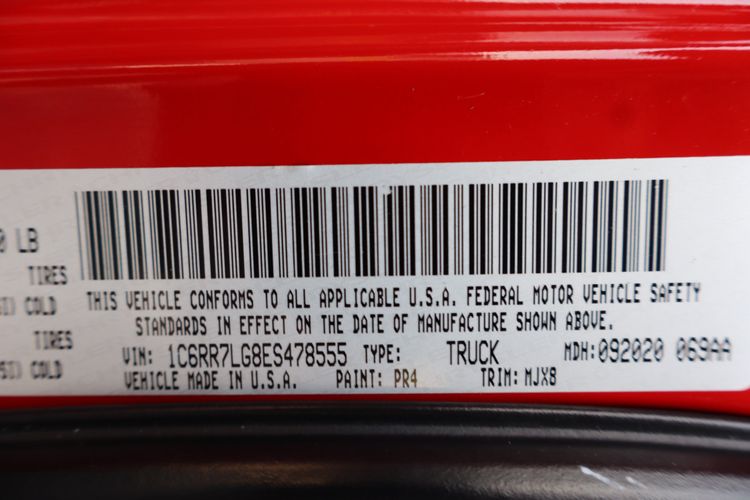 0 LB
TIRES
COLD
TIRES
COLD
THIS VEHICLE CONFORMS TO ALL APPLICABLE U.S.A. FEDERAL MOTOR VEHICLE SAFETY
STANDARDS IN EFFECT ON THE DATE OF MANUFACTURE SHOWN ABOVE.
VIN: 1C6RR7LG8ES478555 TYPE: TRUCK MDH:092020 069AA
VEHICLE MADE IN U.S.A. PAINT: PR4 TRIM: MJX8